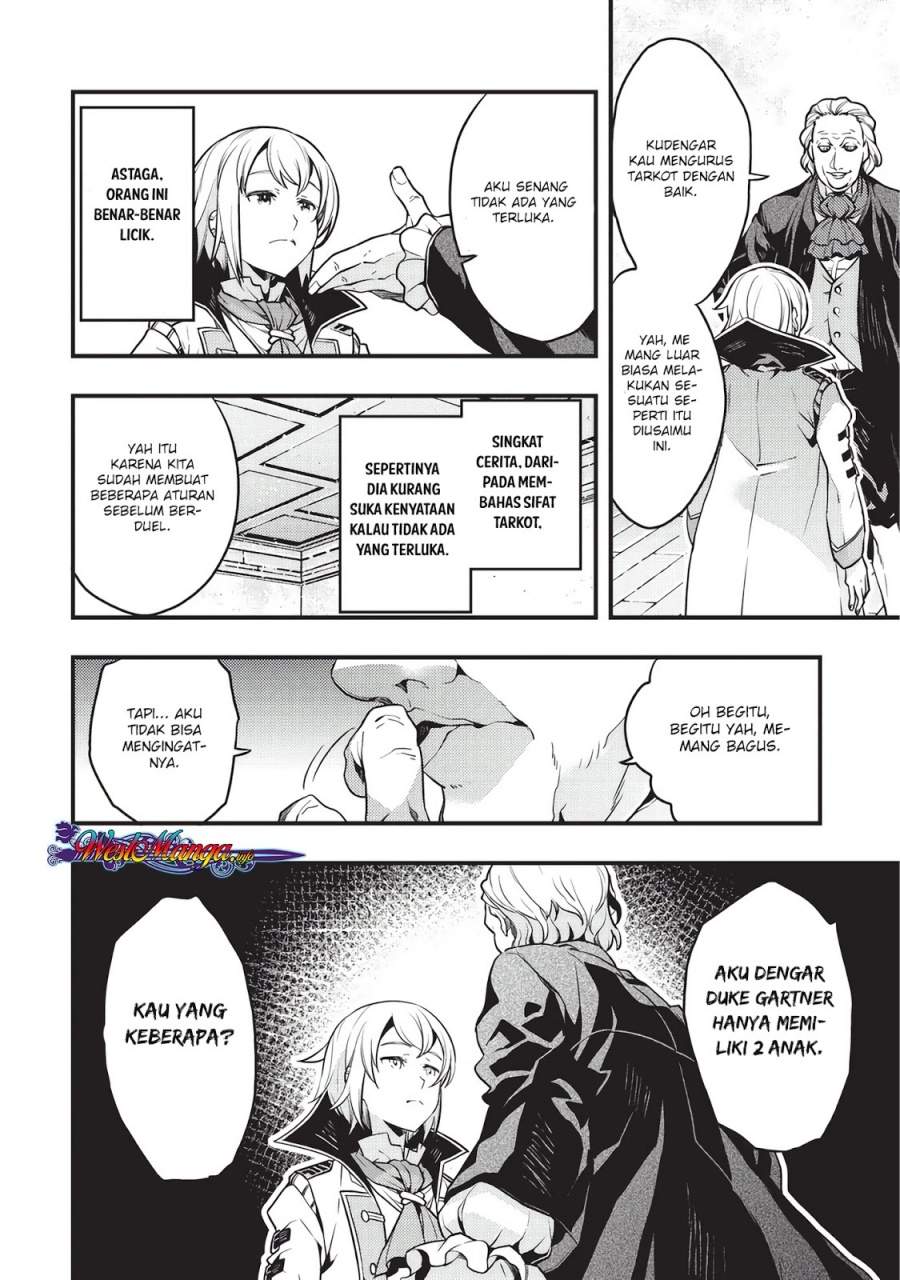 KUDENGAR
KAU MENGURUS
TARKOT DENGAN
BAIK.
YAH, ME
MANG LUAR
BIASA MELA-
KUKAN SE-
SUATU SE-
PERTI ITU
DIUSAIMU
INI.
AKU SENANG
TIDAK ADA YANG
TERLUKA.
ASTAGA,
ORANG INI
BENAR-BENAR
LICIK.
SINGKAT
CERITA, DARI-
PADA MEM-
BAHAS SIFAT
TARKOT,
SEPERTINYA
DIA KURANG
SUKA KENYATAAN
KALAU TIDAK ADA
YANG TERLUKA.
YAH ITU
KARENA KITA
SUDAH MEMBUAT
BEBERAPA ATURAN
SEBELUM BER-
DUEL.
OH BEGITU,
BEGITU YAH, ME-
MANG BAGUS.
TAPI... AKU
TIDAK BISA
MENGINGAT-
NYA.
WestManga.info
AKU DENGAR
DUKE GARTNER
HANYA MEMI-
LIKI 2 ANAK.
KAU YANG
KEBERAPA?